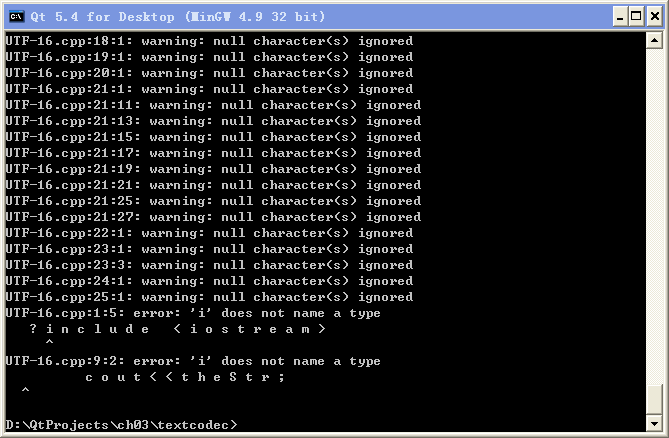 Qt 5.4 for Desktop (MinGW 4.9 32 bit)
UTF-16.cpp:18:1: warning: null character(s) ignored
UTF-16.cpp:19:1: warning: null character(s) ignored
UTF-16.cpp:20:1: warning: null character(s) ignored
UTF-16.cpp:21:1: warning: null character(s) ignored
UTF-16.cpp:21:11: warning: null character(s) ignored
UTF-16.cpp:21:13: warning: null character(s) ignored
UTF-16.cpp:21:15: warning: null character(s) ignored
UTF-16.cpp:21:17: warning: null character(s) ignored
UTF-16.cpp:21:19: warning: null character(s) ignored
UTF-16.cpp:21:21: warning: null character(s) ignored
UTF-16.cpp:21:25: warning: null character(s) ignored
UTF-16.cpp:21:27: warning: null character(s) ignored
UTF-16.cpp:22:1: warning: null character(s) ignored
UTF-16.cpp:23:1: warning: null character(s) ignored
UTF-16.cpp:23:3: warning: null character(s) ignored
UTF-16.cpp:24:1: warning: null character(s) ignored
UTF-16.cpp:25:1: warning: null character(s) ignored
UTF-16.cpp:1:5: error: 'i' does not name a type
? i n c l u d e   < i o s t r e a m >
^
UTF-16.cpp:9:2: error: 'i' does not name a type
c o u t < < t h e S t r ;
^
D:\QtProjects\ch03\textcodec>